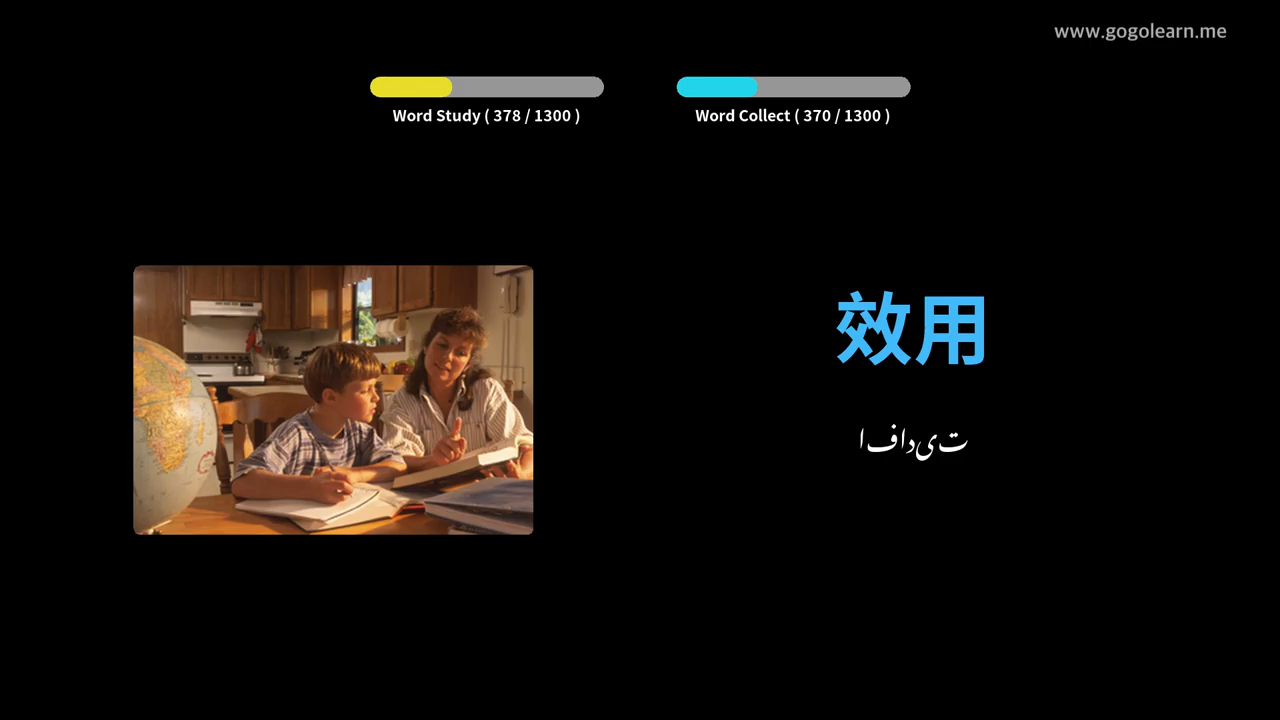 www.gogolearn.me
Word Study ( 378 / 1300 )
Word Collect ( 370 / 1300 )
效用
افادیت